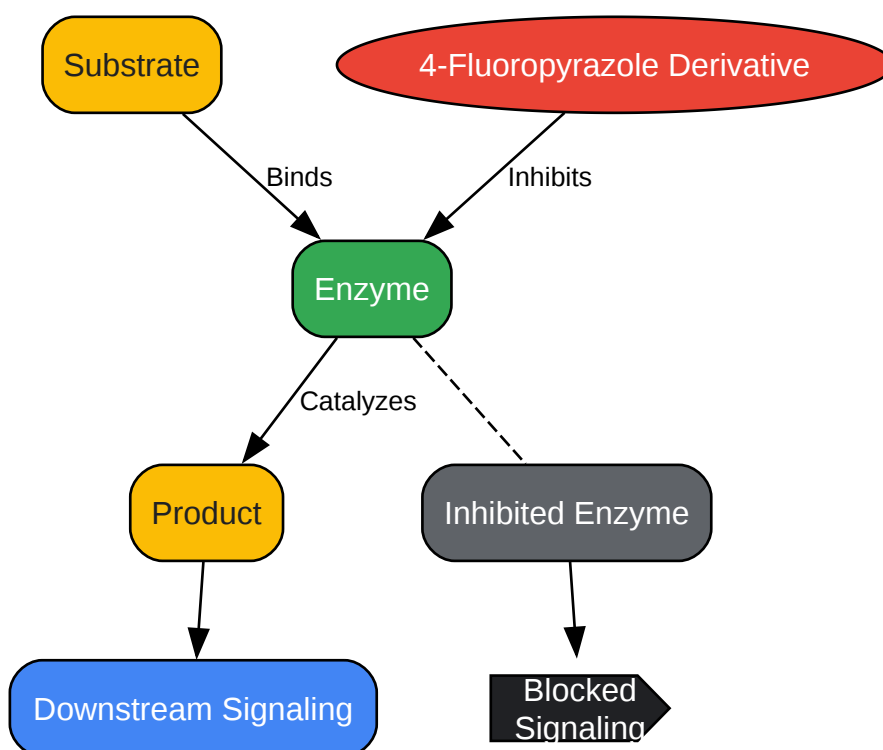 Substrate
4-Fluoropyrazole Derivative
Binds
Inhibits
Enzyme
Catalyzes
Product
Inhibited Enzyme
Downstream Signaling
Blocked
Signaling